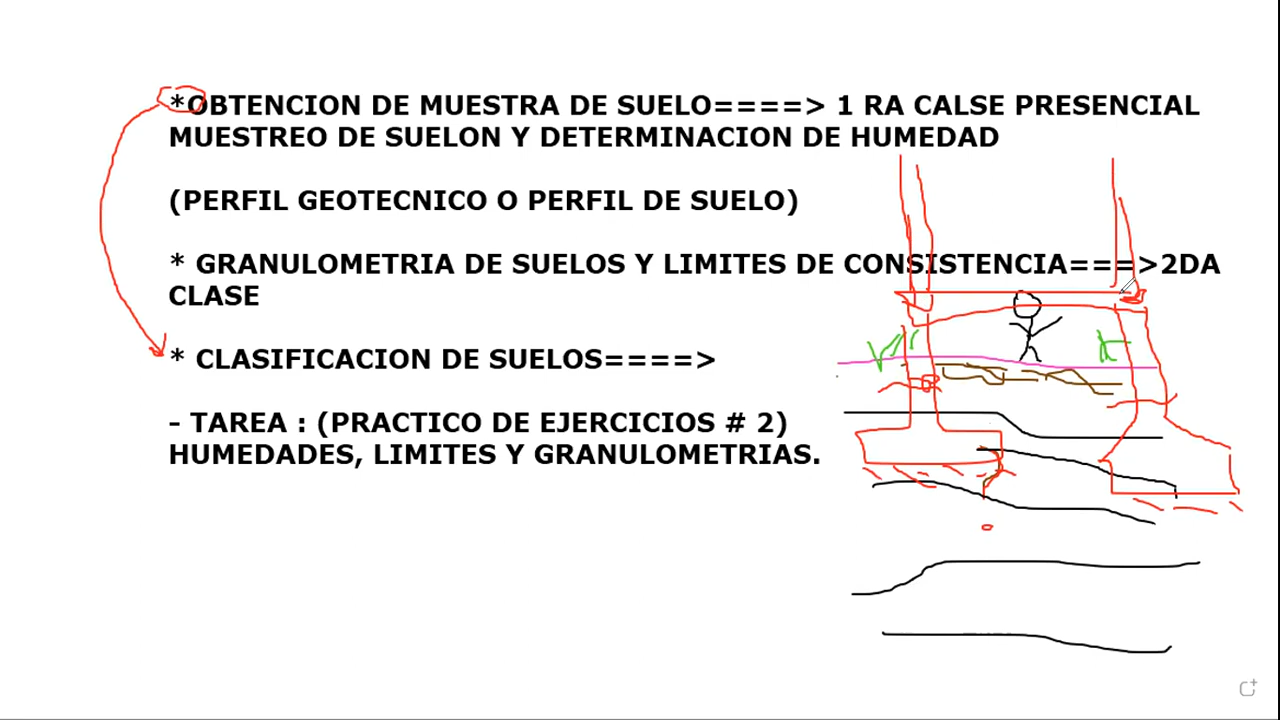 *OBTENCION DE MUESTRA DE SUELO====> 1 RA CALSE PRESENCIAL
MUESTREO DE SUELON Y DETERMINACION DE HUMEDAD
(PERFIL GEOTECNICO O PERFIL DE SUELO)
* GRANULOMETRIA DE SUELOS Y LIMITES DE CONSISTENCIA===>2DA
CLASE
* CLASIFICACION DE SUELOS====>
- TAREA : (PRACTICO DE EJERCICIOS # 2)
HUMEDADES, LIMITES Y GRANULOMETRIAS.